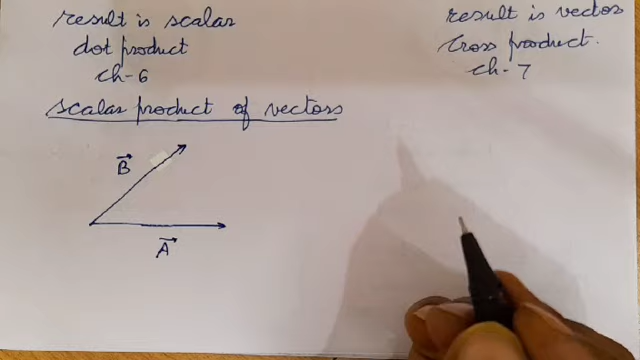 result is scalar
dot product
ch-6
result is vector
Cross product.
ch-7
scalar product of vectors
B
A